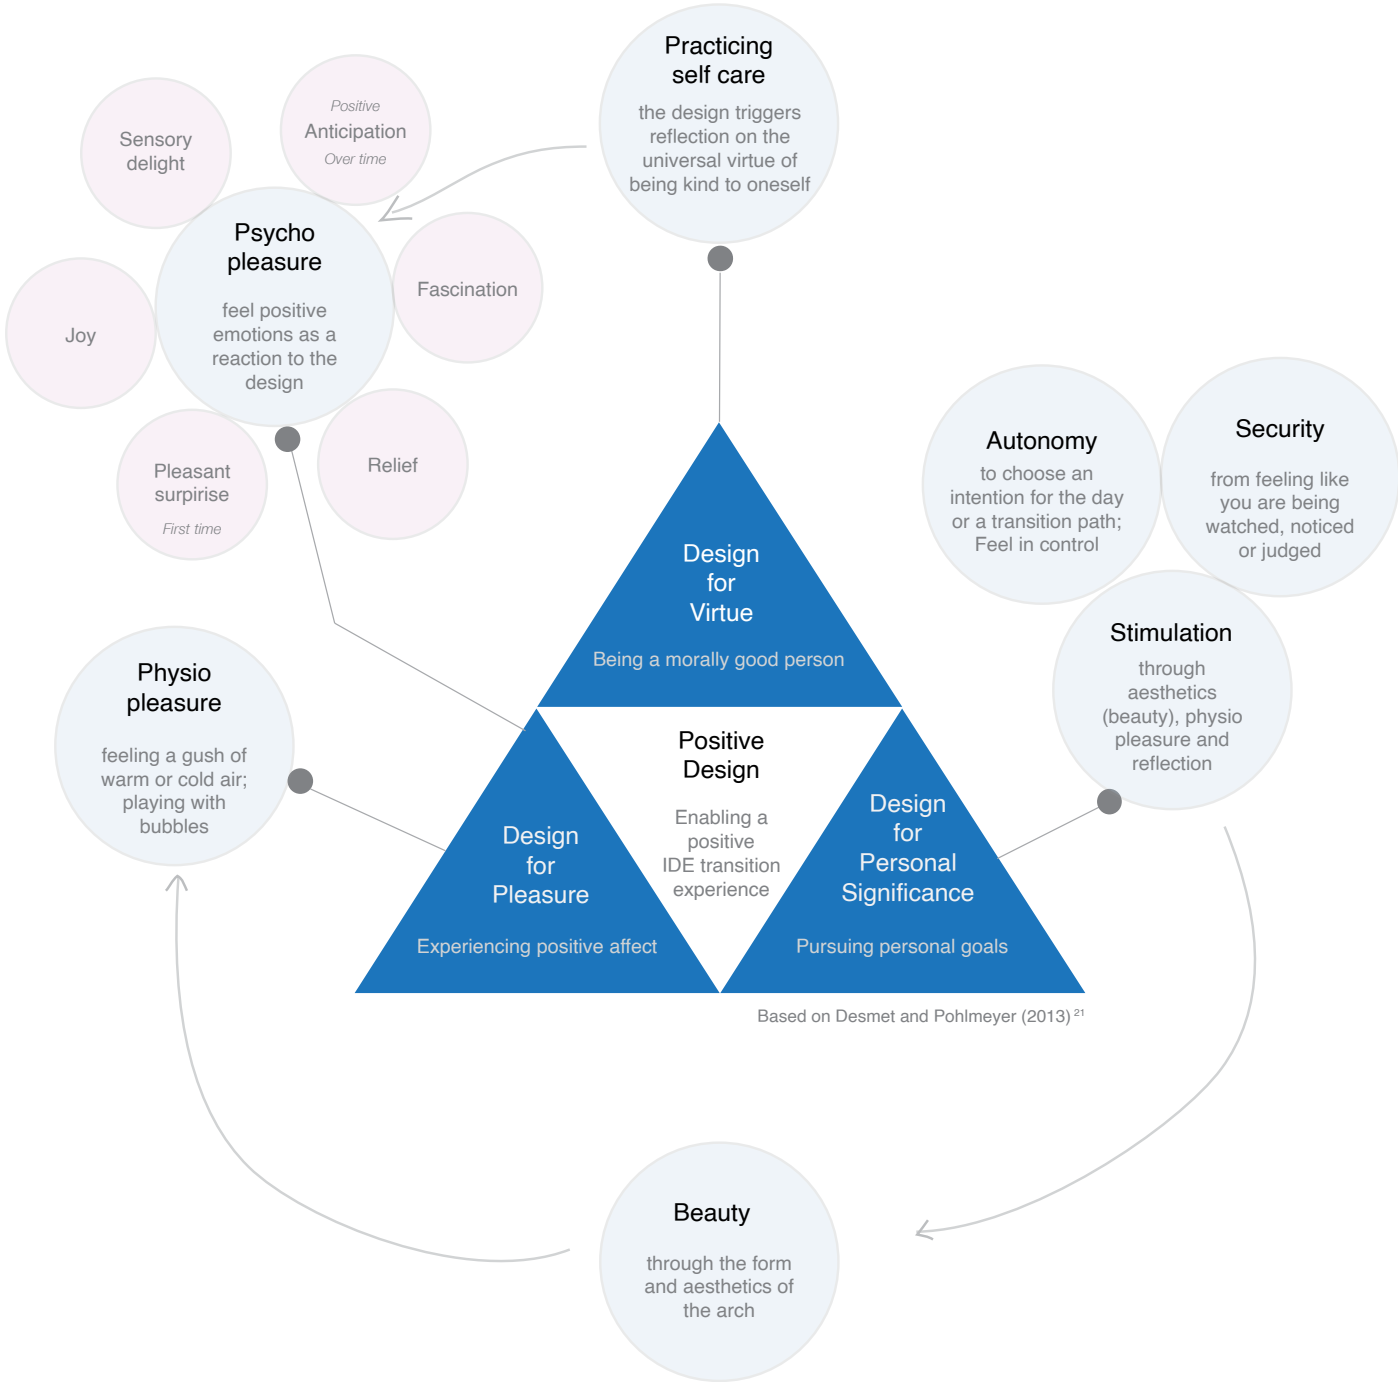 Practicing
self care
the design triggers
reflection on the
universal virtue of
being kind to oneself
Positive
Anticipation
Over time
Sensory
delight
Psycho
pleasure
feel positive
emotions as a
reaction to the
design
Fascination
Joy
Pleasant
surpirise
First time
Relief
Autonomy
to choose an
intention for the day
or a transition path;
Feel in control
Security
from feeling like
you are being
watched, noticed
or judged
Stimulation
through
aesthetics
(beauty), physio
pleasure and
reflection
Physio
pleasure
feeling a gush of
warm or cold air;
playing with
bubbles
Design
for
Virtue
Being a morally good person
Positive
Design
Enabling a
positive
IDE transition
experience
Design
for
Pleasure
Experiencing positive affect
Design
for
Personal
Significance
Pursuing personal goals
Based on Desmet and Pohlmeyer (2013) 21
Beauty
through the form
and aesthetics of
the arch